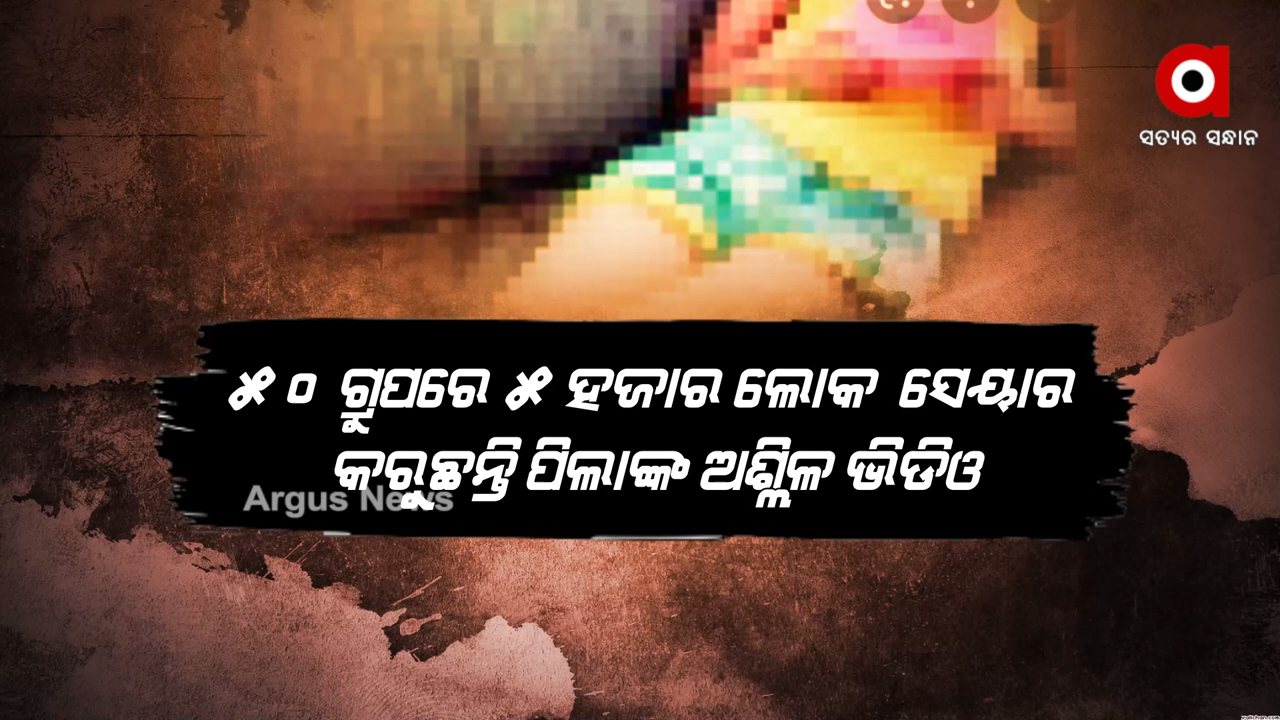 ସତ୍ୟର ସନ୍ଧାନ
୫୦ ଗ୍ରୁପରେ ୫ ହଜାର ଲୋକ ସେୟାର
କରୁଛନ୍ତି ପିଲାଙ୍କ ଅଶ୍ଲିଳ ଭିଡିଓ
Argus News